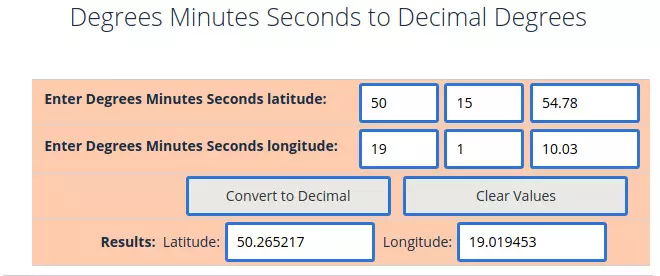 Degrees Minutes Seconds to Decimal Degrees
Enter Degrees Minutes Seconds latitude: 50 15 54.78
Enter Degrees Minutes Seconds longitude: 19 1 10.03
Convert to Decimal Clear Values
Results: Latitude: 50.265217 Longitude: 19.019453